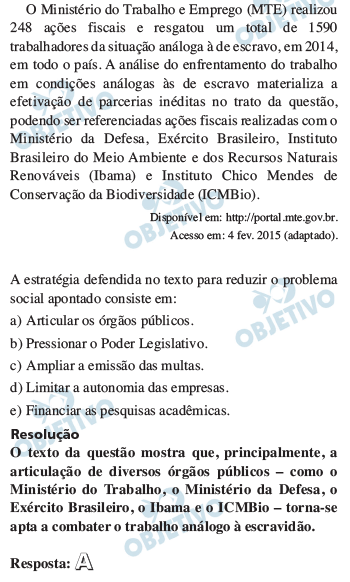 O Ministério do Trabalho e Emprego (MTE) realizou
248 ações fiscais e resgatou um total de 1590
trabalhadores da situação análoga à de escravo, em 2014,
em todo o país. A análise do enfrentamento do trabalho
em condições análogas às de escravo materializa a
efetivação de parcerias inéditas no trato da questão,
podendo ser referenciadas ações fiscais realizadas com o
Ministério da Defesa, Exército Brasileiro, Instituto
Brasileiro do Meio Ambiente e dos Recursos Naturais
Renováveis (Ibama) e Instituto Chico Mendes de
Conservação da Biodiversidade (ICMBio).
Disponível em: http://portal.mte.gov.br.
Acesso em: 4 fev. 2015 (adaptado).
A estratégia defendida no texto para reduzir o problema
social apontado consiste em:
a) Articular os órgãos públicos.
b) Pressionar o Poder Legislativo.
c) Ampliar a emissão das multas.
d) Limitar a autonomia das empresas.
e) Financiar as pesquisas acadêmicas.
Resolução
O texto da questão mostra que, principalmente, a
articulação de diversos órgãos públicos – como o
Ministério do Trabalho, o Ministério da Defesa, o
Exército Brasileiro, o Ibama e o ICMBio – torna-se
apta a combater o trabalho análogo à escravidão.
Resposta: A
OBJETIVO
OBJETIVO
OBJETIVO
OBJETIVO
OBJETIVO